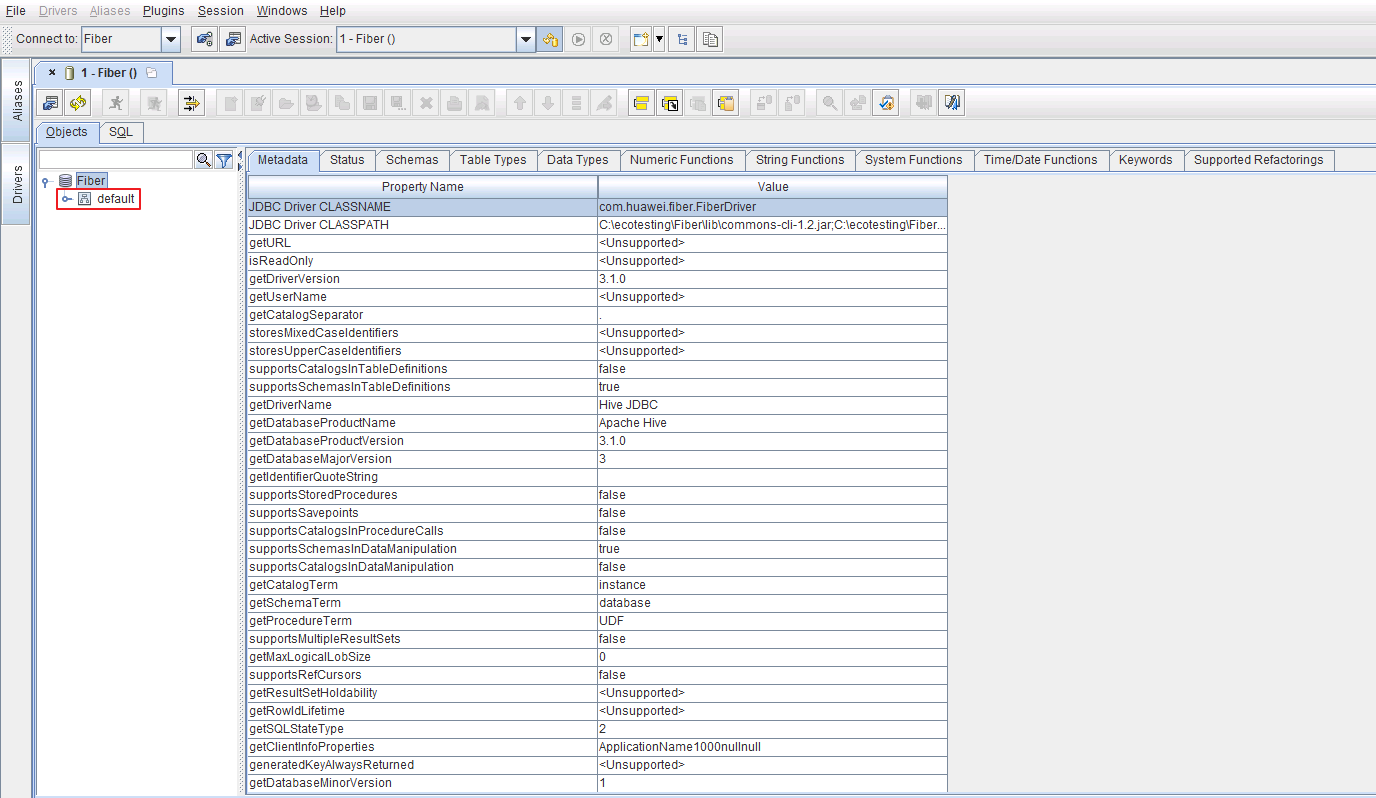 File Drivers Aliases Plugins Session Windows Help
Connect to: Fiber Active Session: 1 - Fiber ()
Aliases
Drivers
1 - Fiber ()
Objects SQL
Fiber
default
Metadata Status Schemas Table Types Data Types Numeric Functions String Functions System Functions Time/Date Functions Keywords Supported Refactorings
Property Name Value
JDBC Driver CLASSNAME com.huawei.fiber.FiberDriver
JDBC Driver CLASSPATH C:\ecotesting\Fiber\lib\commons-cli-1.2.jar;C:\ecotesting\Fiber...
getURL <Unsupported>
isReadOnly <Unsupported>
getDriverVersion 3.1.0
getUserName <Unsupported>
getCatalogSeparator .
storesMixedCaseIdentifiers <Unsupported>
storesUpperCaseIdentifiers <Unsupported>
supportsCatalogsInTableDefinitions false
supportsSchemasInTableDefinitions true
getDriverName Hive JDBC
getDatabaseProductName Apache Hive
getDatabaseProductVersion 3.1.0
getDatabaseMajorVersion 3
getIdentifierQuoteString
supportsStoredProcedures false
supportsSavepoints false
supportsCatalogsInProcedureCalls false
supportsSchemasInDataManipulation true
supportsCatalogsInDataManipulation false
getCatalogTerm instance
getSchemaTerm database
getProcedureTerm UDF
supportsMultipleResultSets false
getMaxLogicalLobSize 0
supportsRefCursors false
getResultSetHoldability <Unsupported>
getRowIdLifetime <Unsupported>
getSQLStateType 2
getClientInfoProperties ApplicationName1000nullnull
generatedKeyAlwaysReturned <Unsupported>
getDatabaseMinorVersion 1